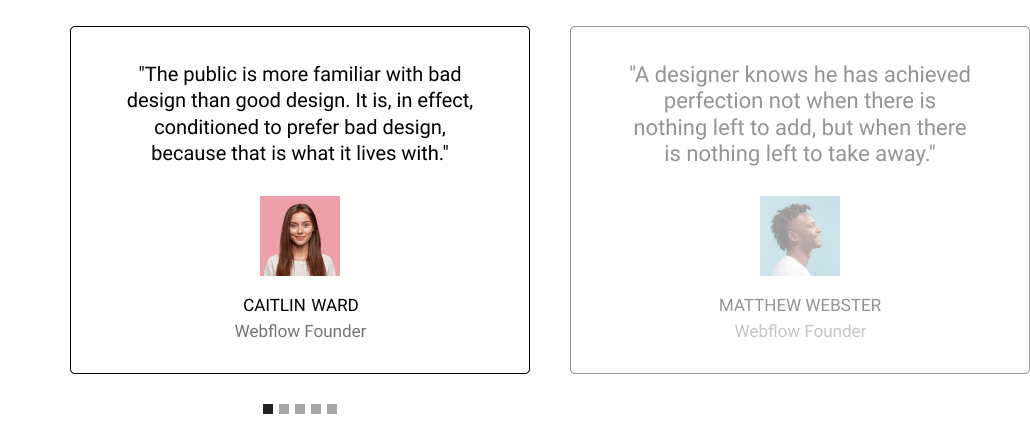 "The public is more familiar with bad
design than good design. It is, in effect,
conditioned to prefer bad design,
because that is what it lives with."
CAITLIN WARD
Webflow Founder
"A designer knows he has achieved
perfection not when there is
nothing left to add, but when there
is nothing left to take away."
MATTHEW WEBSTER
Webflow Founder